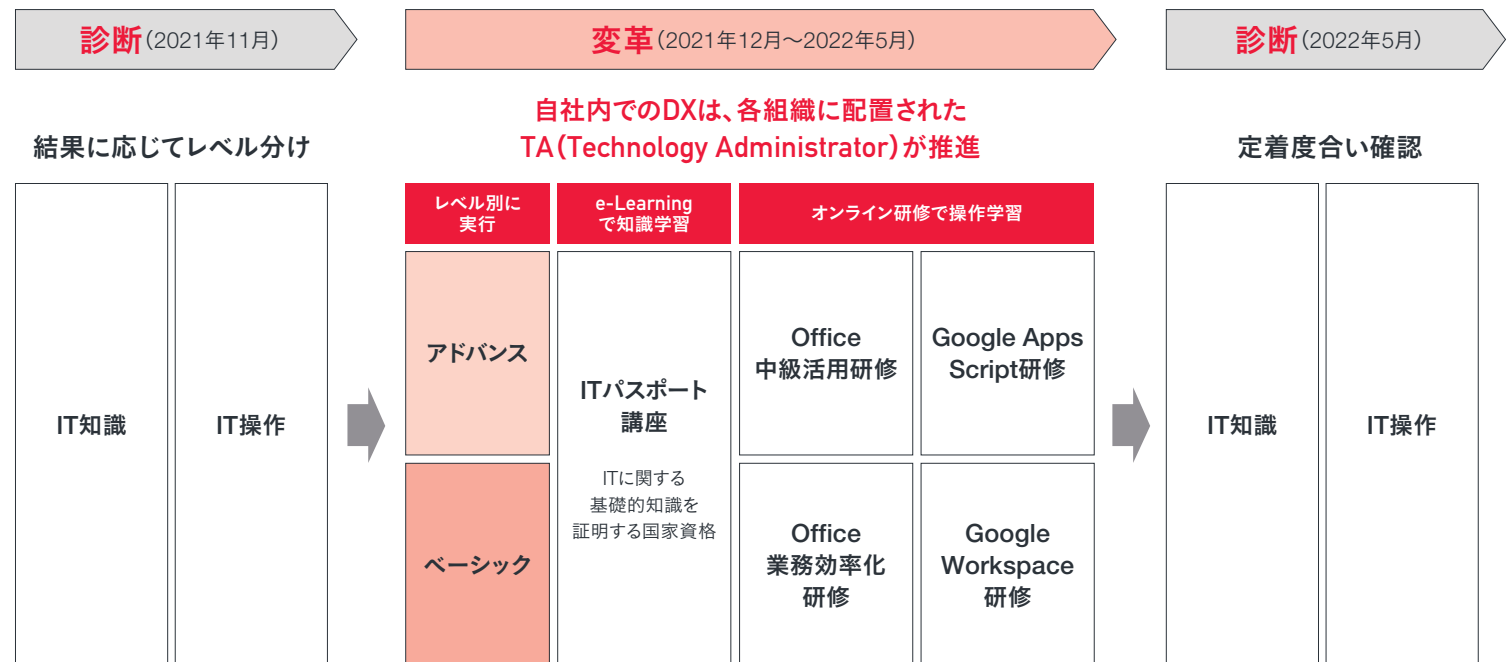 診断(2021年11月)
変革(2021年12月〜2022年5月)
診断(2022年5月)
結果に応じてレベル分け
自社内でのDXは、各組織に配置された
TA(Technology Administrator)が推進
定着度合い確認
IT知識
IT操作
レベル別に
実行
e-Learning
で知識学習
オンライン研修で操作学習
アドバンス
ベーシック
ITパスポート
講座
ITに関する
基礎的知識を
証明する国家資格
Office
中級活用研修
Google Apps
Script研修
Office
業務効率化
研修
Google
Workspace
研修
IT知識
IT操作